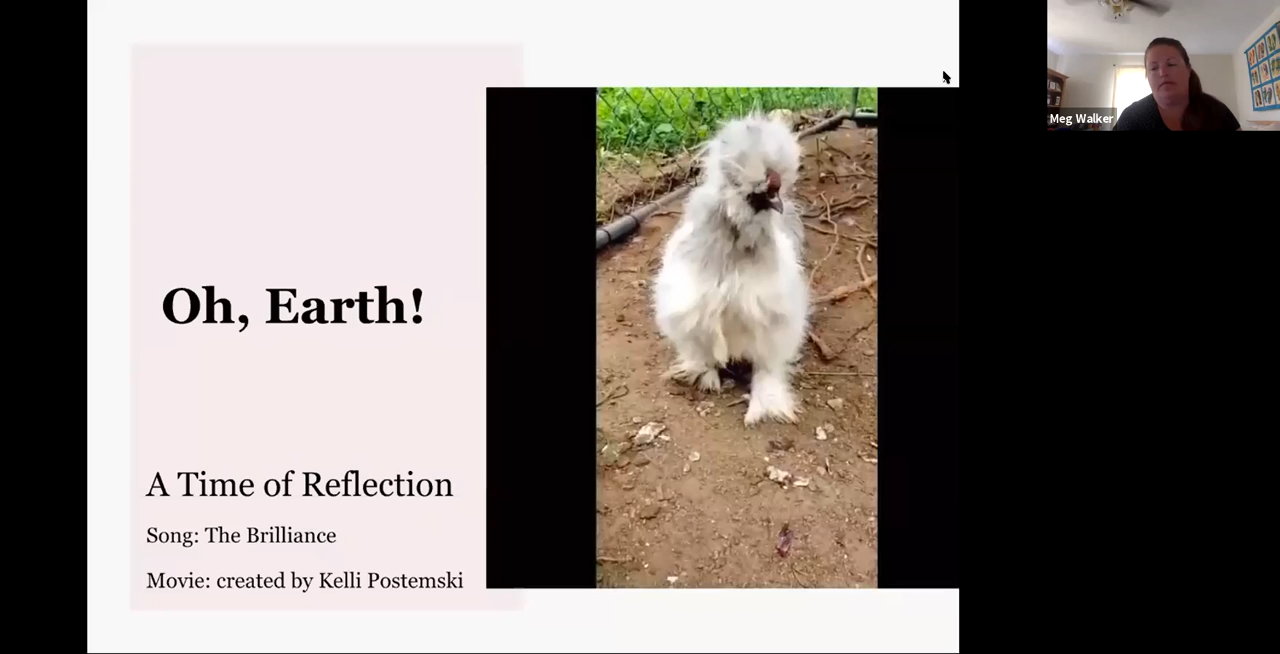 Oh, Earth!
A Time of Reflection
Song: The Brilliance
Movie: created by Kelli Postemski
Meg Walker